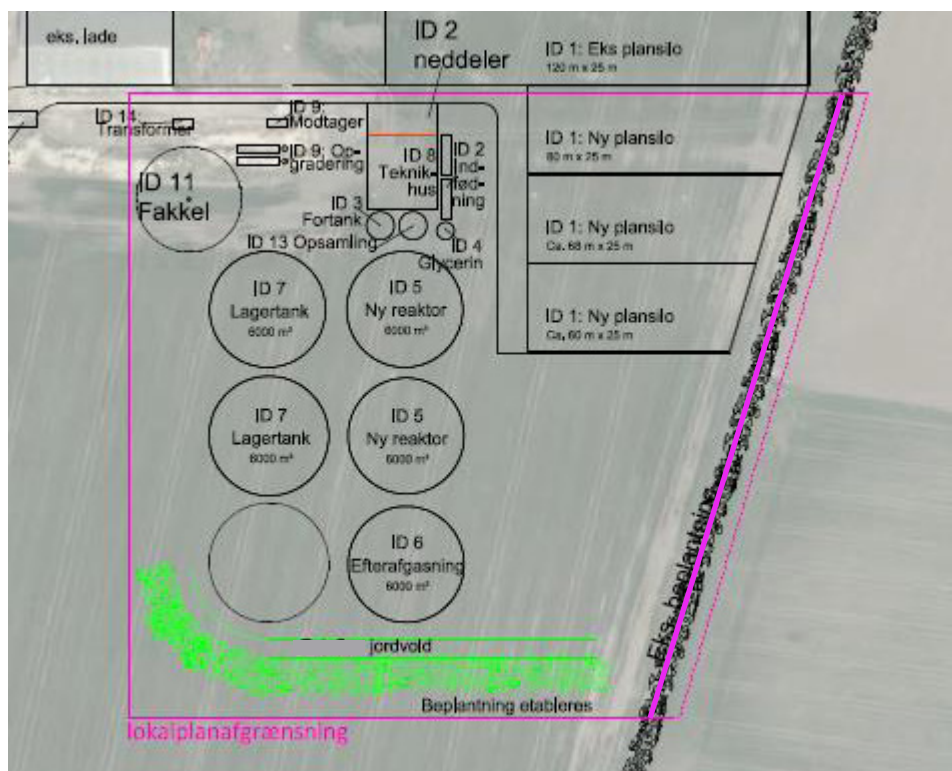 eks. lade
ID 2
neddeler
ID 1: Eks plansilo
120 m x 25 m
ID 14:
Transformer
ID 9:
Modtager
ID 9: Op-
gradering
ID 8
Teknik-
hus
ID 2
Ind-
fød-
ning
ID 1: Ny plansilo
80 m x 25 m
ID 11
Fakkel
ID 3
Fortank
ID 13 Opsamling
ID 4
Glycerin
ID 1: Ny plansilo
Ca. 68 m x 25 m
ID 7
Lagertank
6000 m³
ID 5
Ny reaktor
6000 m³
ID 1: Ny plansilo
Ca. 60 m x 25 m
ID 7
Lagertank
6000 m³
ID 5
Ny reaktor
6000 m³
ID 6
Efterafgasning
6000 m³
Eks. beplantning
jordvold
Beplantning etableres
lokalplanafgrænsning